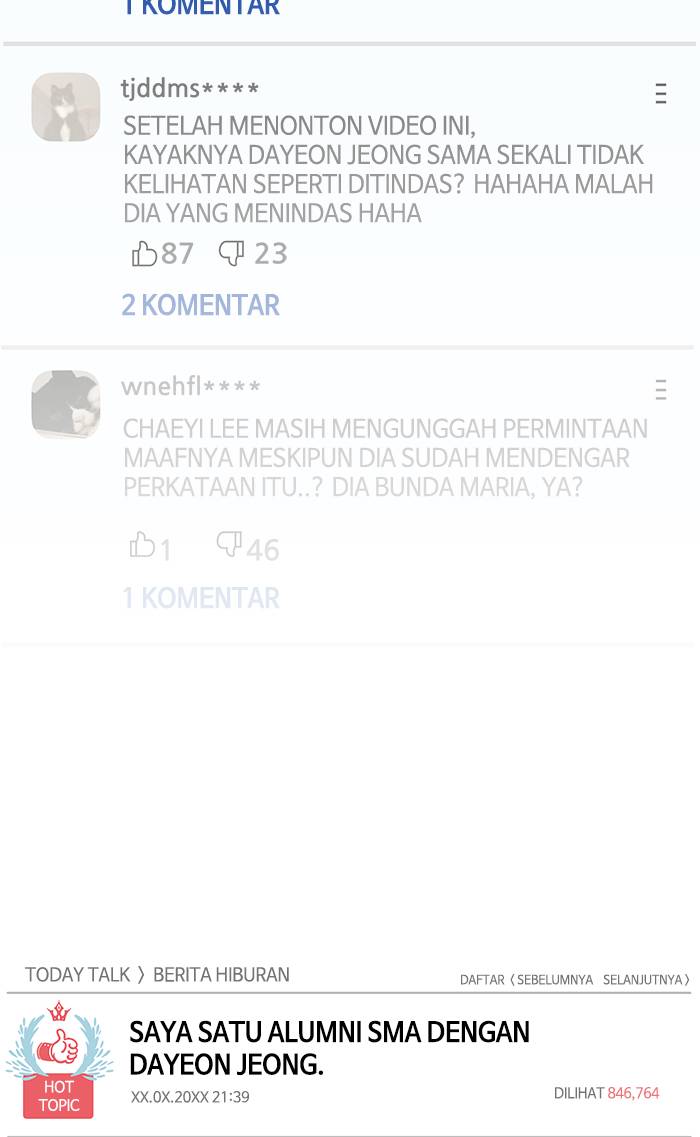 1 KOMENTAR
tjddms****
SETELAH MENONTON VIDEO INI,
KAYAKNYA DAYEON JEONG SAMA SEKALI TIDAK
KELIHATAN SEPERTI DITINDAS? HAHAHA MALAH
DIA YANG MENINDAS HAHA
87 23
2 KOMENTAR
wnehfl****
CHAEYI LEE MASIH MENGUNGGAH PERMINTAAN
MAAFNYA MESKIPUN DIA SUDAH MENDENGAR
PERKATAAN ITU..? DIA BUNDA MARIA, YA?
1 46
1 KOMENTAR
TODAY TALK 〉 BERITA HIBURAN
DAFTAR〈 SEBELUMNYA SELANJUTNYA 〉
SAYA SATU ALUMNI SMA DENGAN
DAYEON JEONG.
HOT
TOPIC
XX.0X.20XX 21:39
DILIHAT 846,764